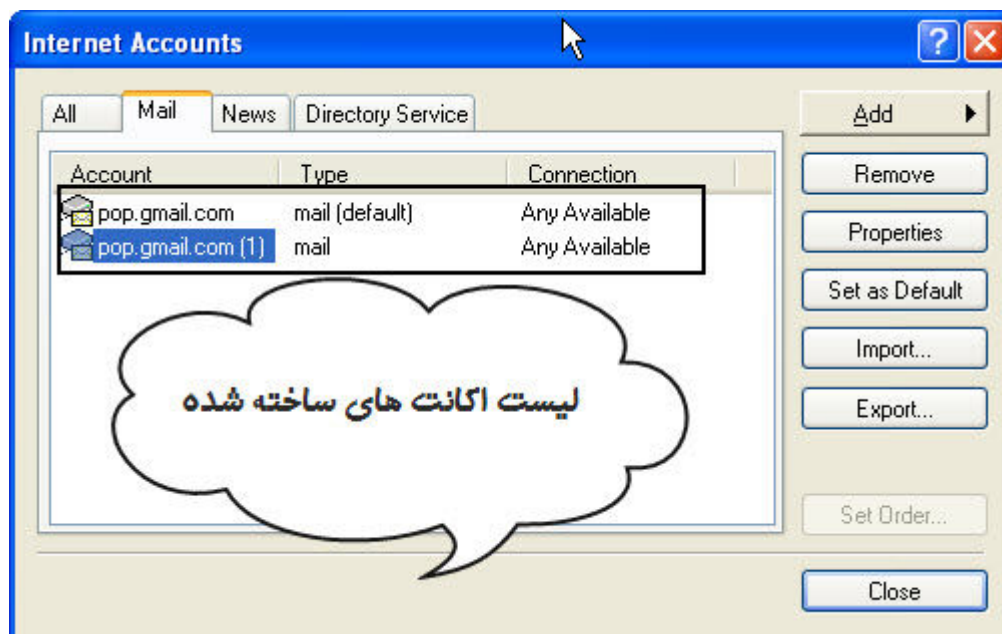 Internet Accounts
All Mail News Directory Service
Add
Account Type Connection
Remove
pop.gmail.com mail (default) Any Available
pop.gmail.com (1) mail Any Available
Properties
Set as Default
Import...
لیست اکانت های ساخته شده
Export...
Set Order...
Close